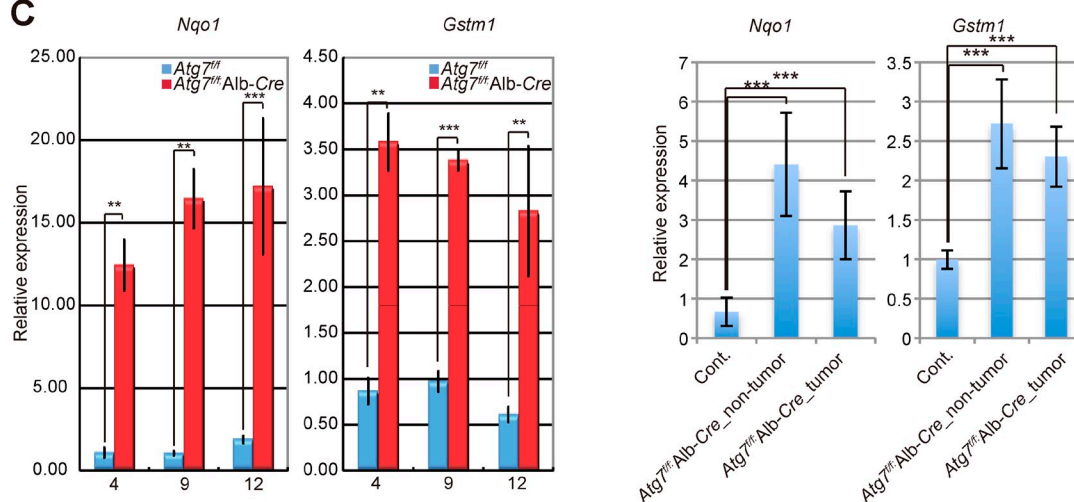 C
Nqo1
Gstm1
25.00
20.00
15.00
10.00
5.00
0.00
Relative expression
Atg7f/f
Atg7f/f:Alb-Cre
**
**
***
4
9
12
4.50
4.00
3.50
3.00
2.50
2.00
1.50
1.00
0.50
0.00
Atg7f/f
Atg7f/f:Alb-Cre
**
***
**
4
9
12
Nqo1
7
6
5
4
3
2
1
0
Relative expression
***
***
Cont.
Atg7f/f:Alb-Cre_non-tumor
Atg7f/f:Alb-Cre_tumor
Gstm1
3.5
3
2.5
2
1.5
1
0.5
0
***
***
Cont.
Atg7f/f:Alb-Cre_non-tumor
Atg7f/f:Alb-Cre_tumor